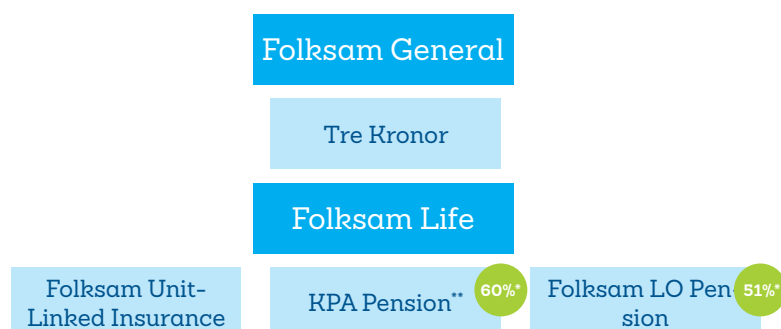 Folksam General
Tre Kronor
Folksam Life
Folksam Unit-
Linked Insurance
KPA Pension**
60%*
Folksam LO Pen-
sion
51%*